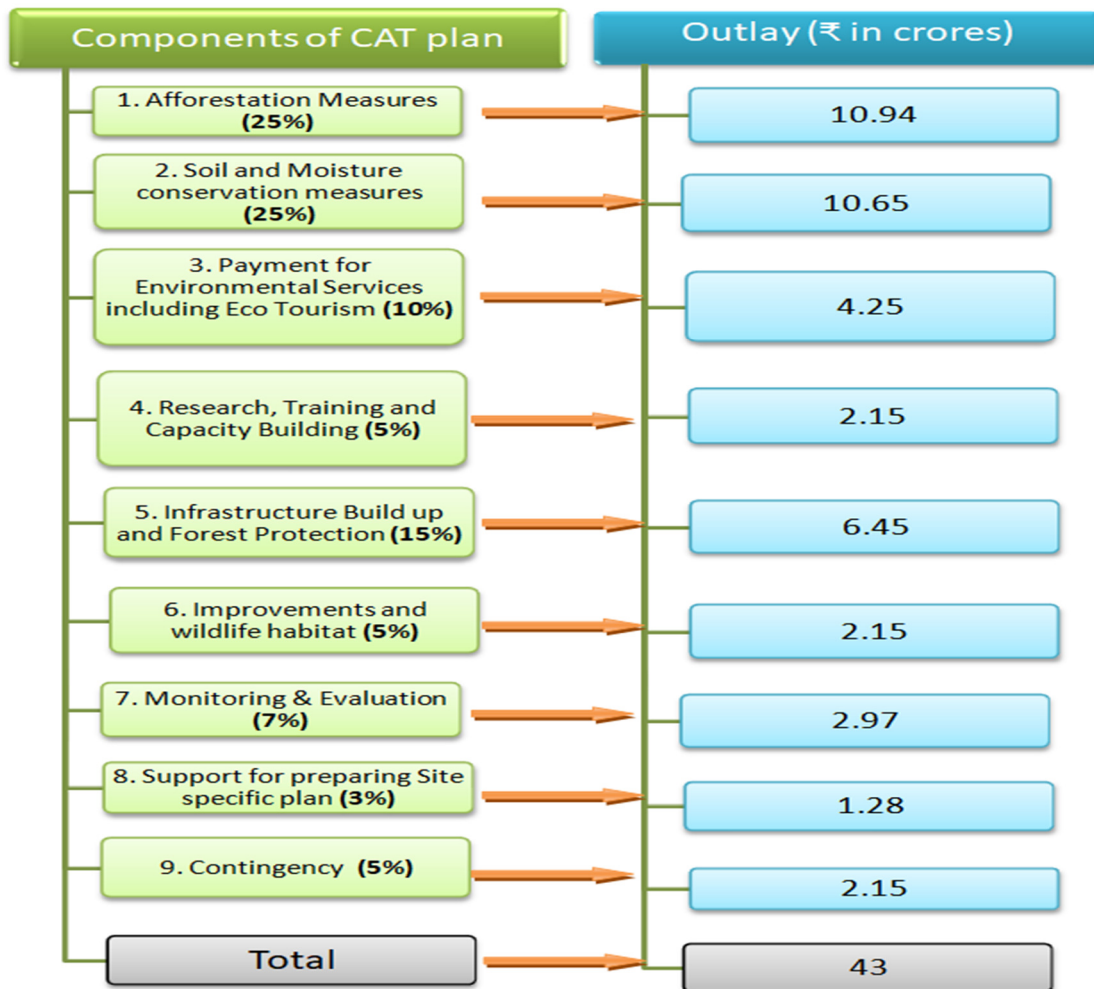 Components of CAT plan
Outlay (₹ in crores)
1. Afforestation Measures
(25%)
10.94
2. Soil and Moisture
conservation measures
(25%)
10.65
3. Payment for
Environmental Services
including Eco Tourism (10%)
4.25
4. Research, Training and
Capacity Building (5%)
2.15
5. Infrastructure Build up
and Forest Protection (15%)
6.45
6. Improvements and
wildlife habitat (5%)
2.15
7. Monitoring & Evaluation
(7%)
2.97
8. Support for preparing Site
specific plan (3%)
1.28
9. Contingency (5%)
2.15
Total
43